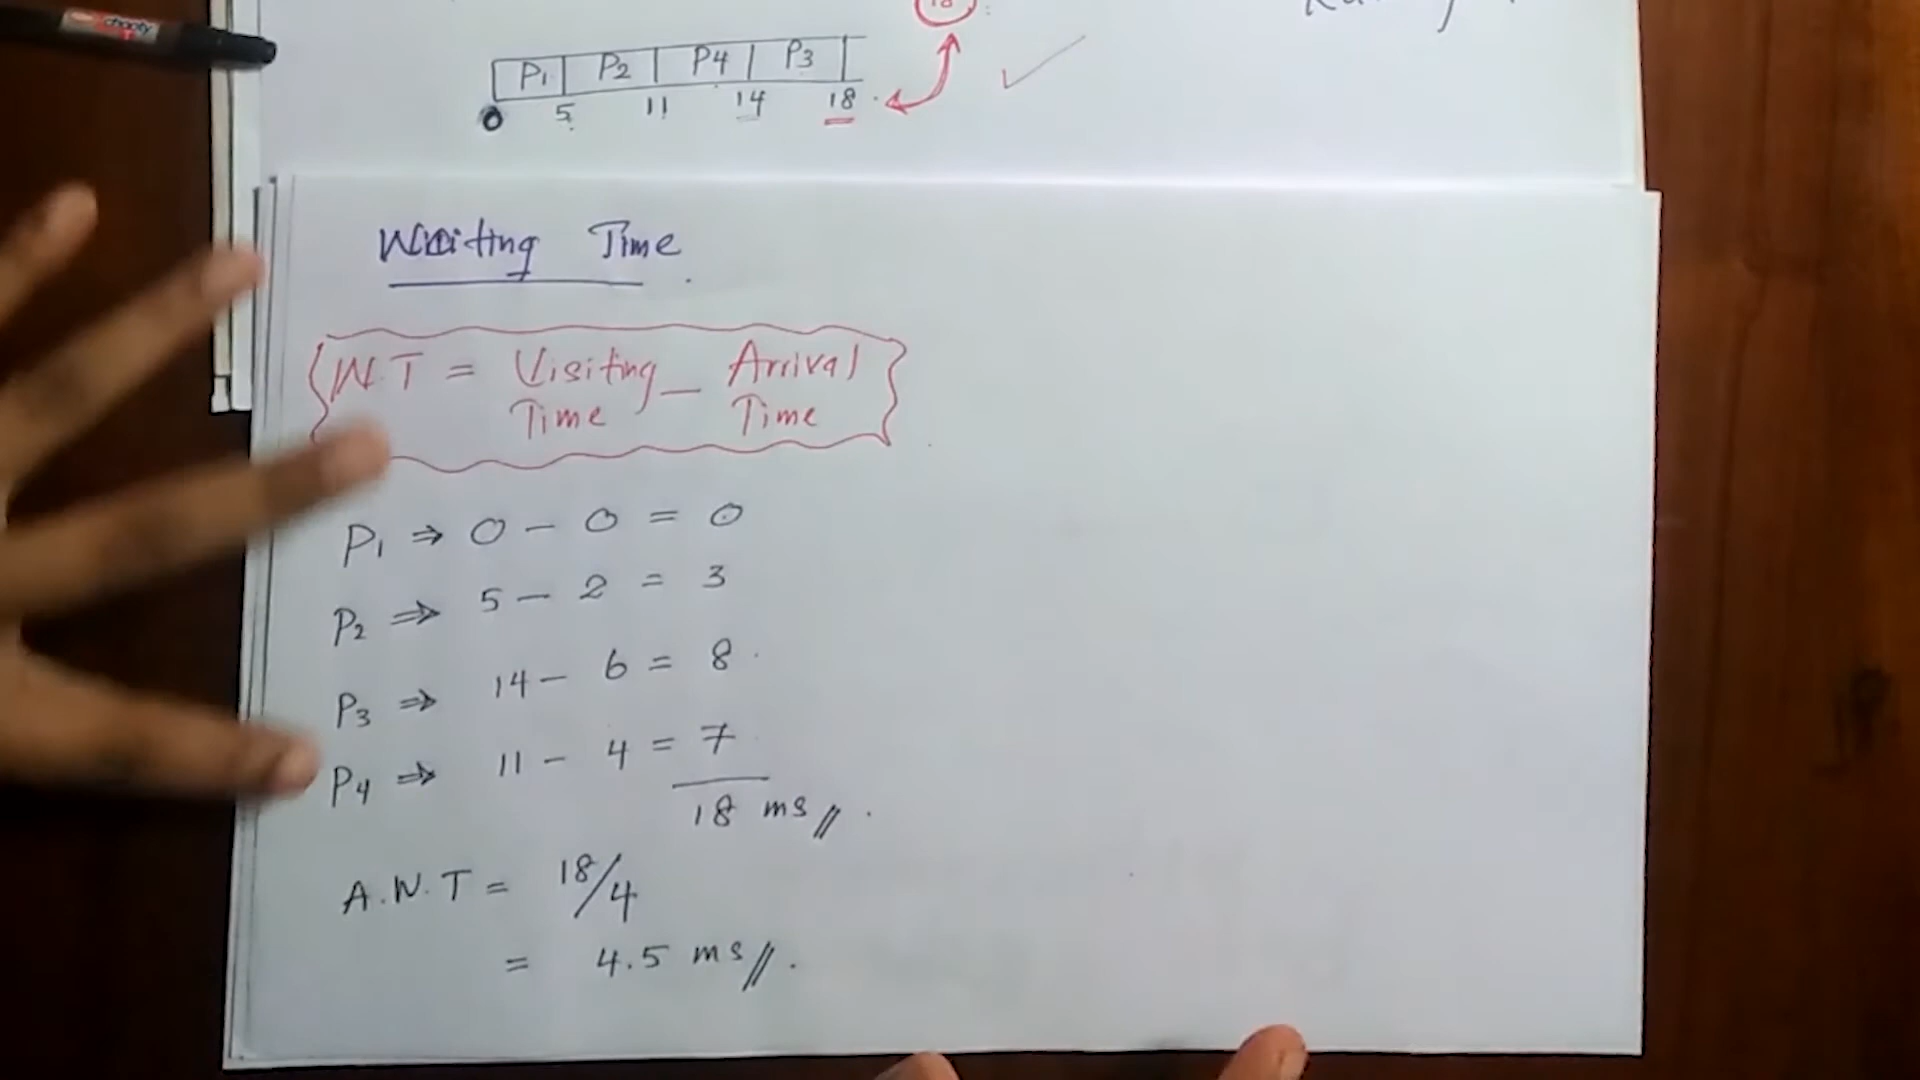 18
P1 P2 P4 P3
0 5 11 14 18
Waiting Time
W.T = Visiting Time - Arrival Time
P1 ⇒ 0 - 0 = 0
P2 ⇒ 5 - 2 = 3
P3 ⇒ 14 - 6 = 8
P4 ⇒ 11 - 4 = 7
18 ms //.
A.W.T = 18/4
= 4.5 ms //.